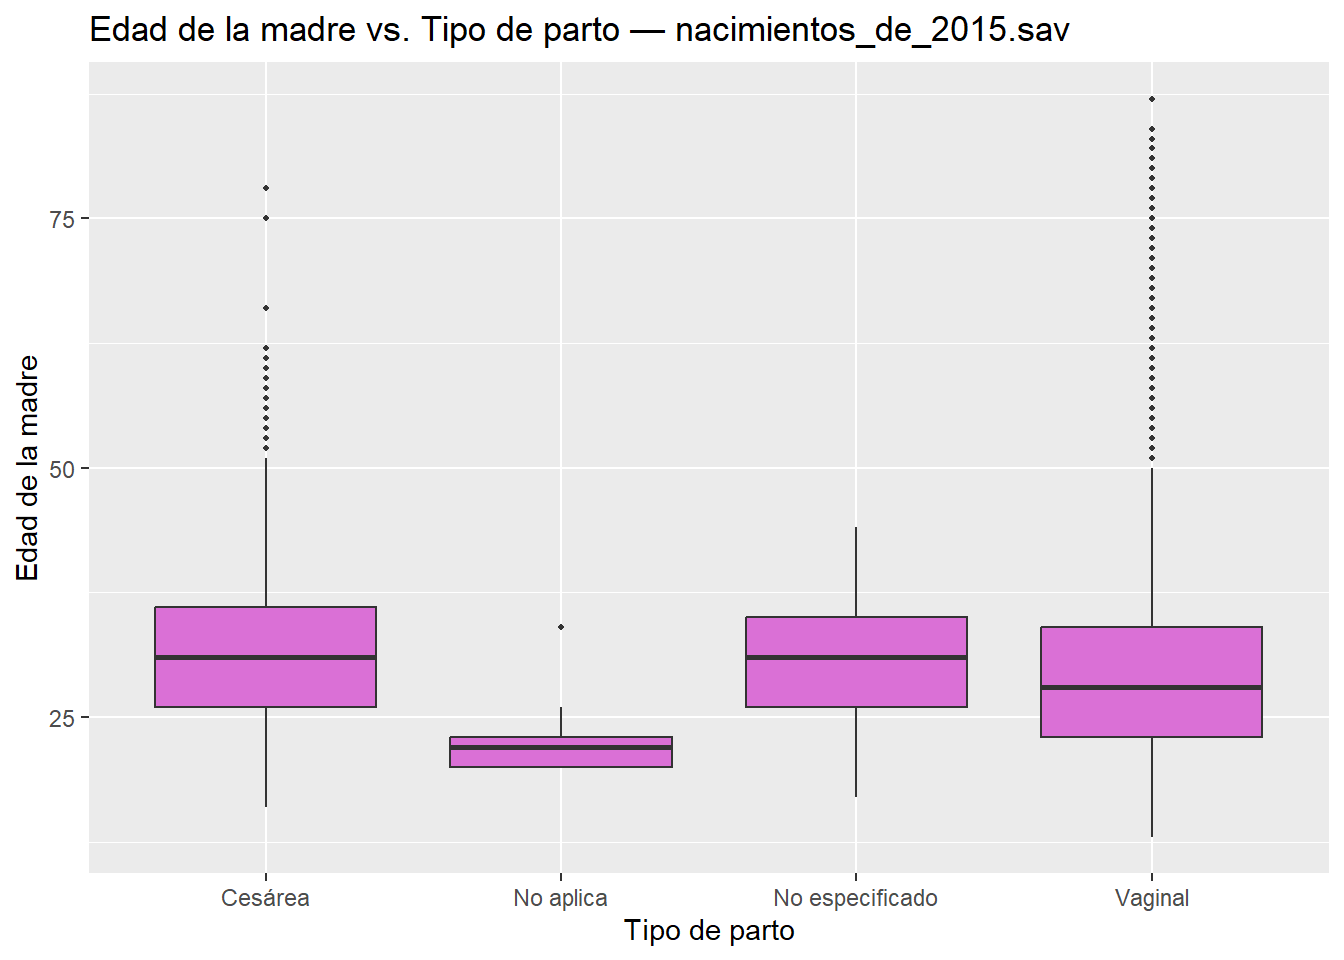 Edad de la madre vs. Tipo de parto — nacimientos_de_2015.sav
Edad de la madre
75
50
25
Cesárea
No aplica
No especificado
Vaginal
Tipo de parto